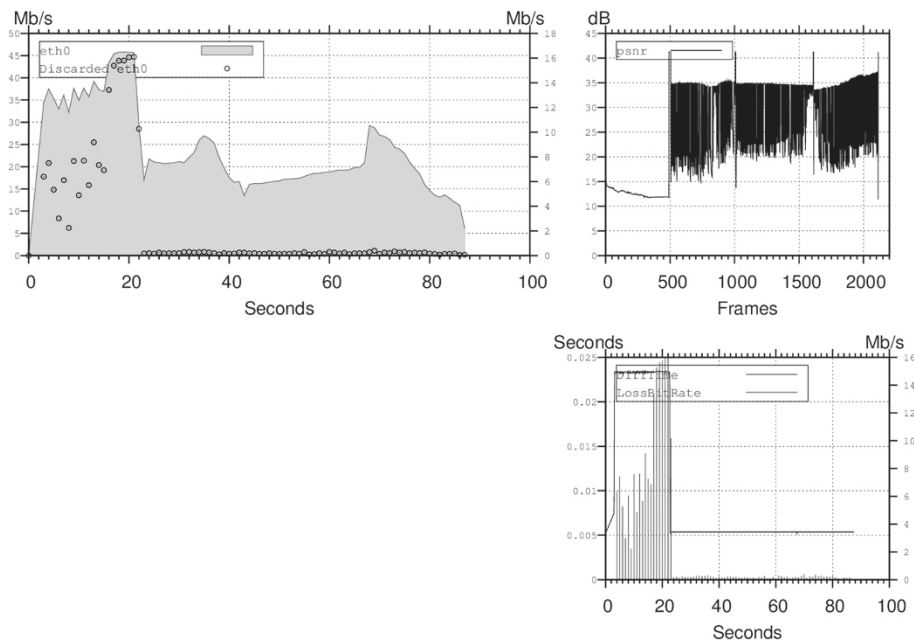 Mb/s Mb/s
50 45 40 35 30 25 20 15 10 5 0
18 16 14 12 10 8 6 4 2 0
eth0
Discarded eth0
0 20 40 60 80 100
Seconds
dB
45 40 35 30 25 20 15 10 5 0
psnr
0 500 1000 1500 2000
Frames
Seconds Mb/s
0.025 0.02 0.015 0.01 0.005 0
16 14 12 10 8 6 4 2 0
DiffTime
LossBitRate
0 20 40 60 80 100
Seconds